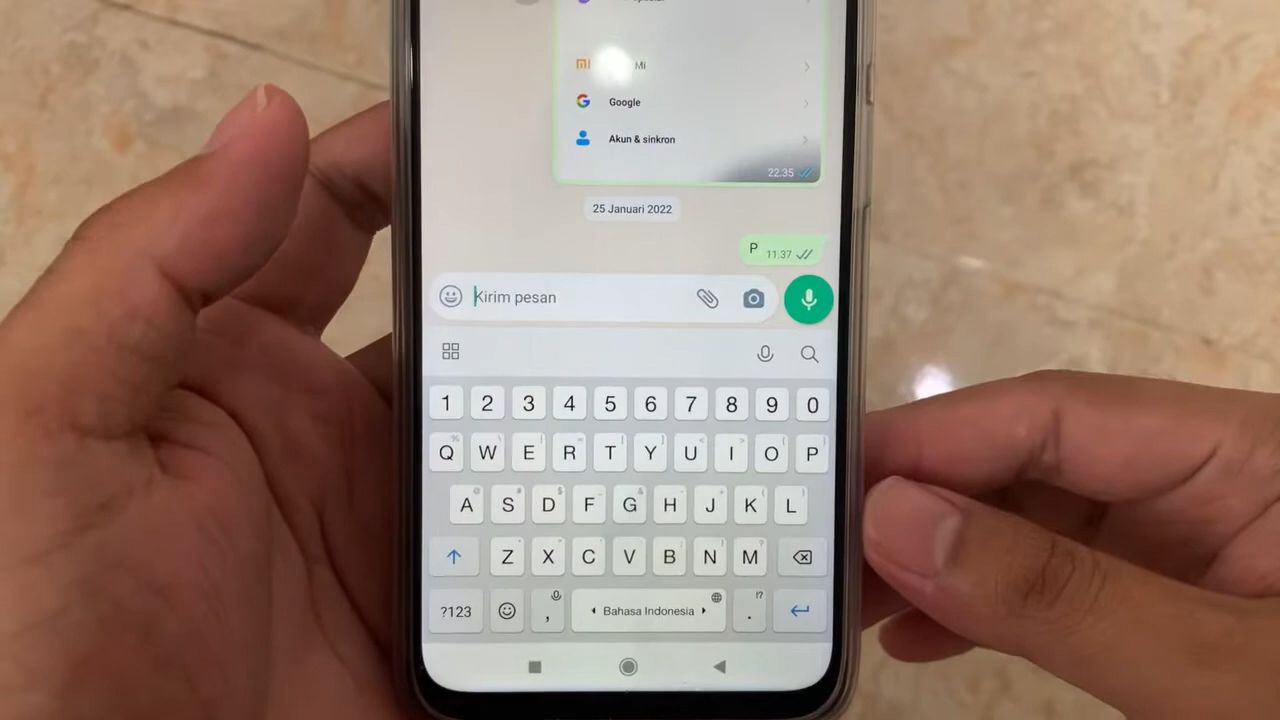 Mi
Google
Akun & sinkron
22.35
25 Januari 2022
P 11.37
Kirim pesan
1 2 3 4 5 6 7 8 9 0
Q W E R T Y U I O P
A S D F G H J K L
Z X C V B N M
?123 , Bahasa Indonesia . !?